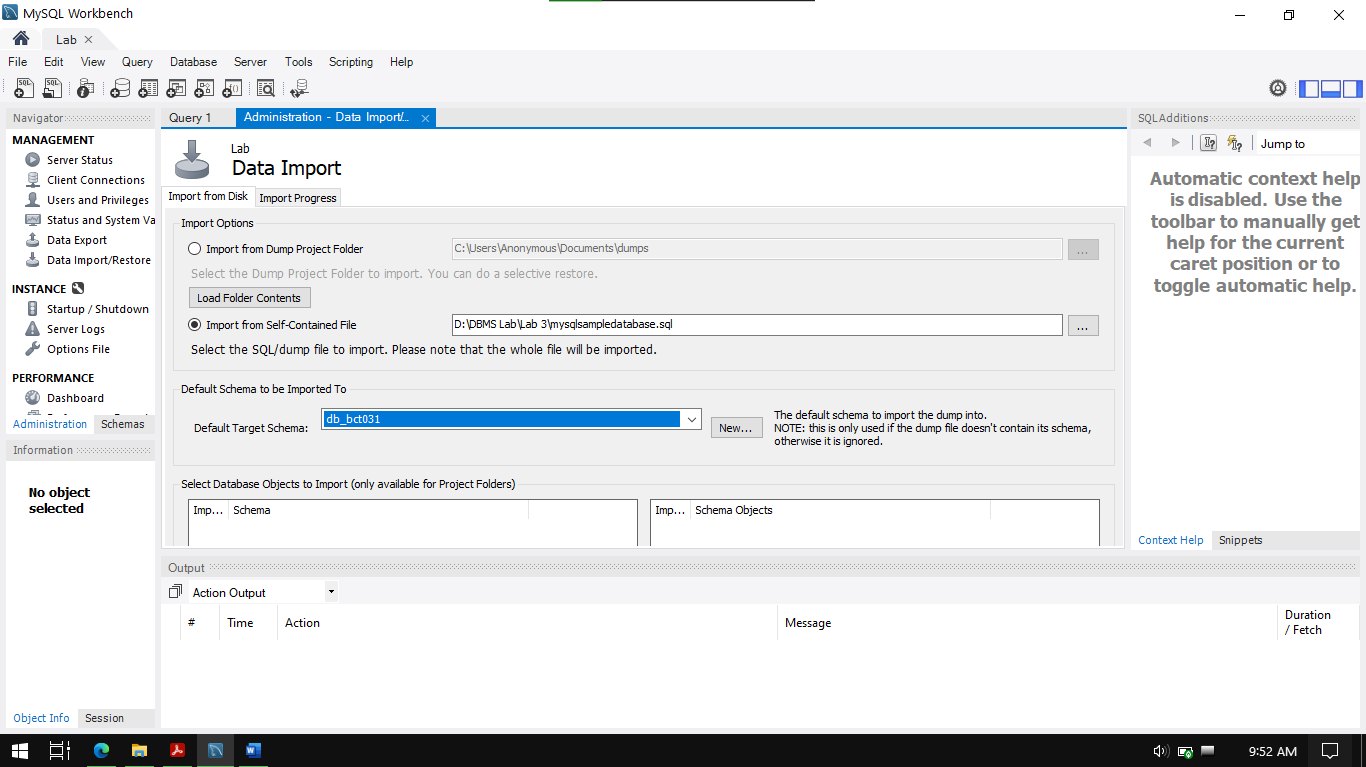 MySQL Workbench
Lab
File Edit View Query Database Server Tools Scripting Help
Navigator
MANAGEMENT
Server Status
Client Connections
Users and Privileges
Status and System Va
Data Export
Data Import/Restore
INSTANCE
Startup / Shutdown
Server Logs
Options File
PERFORMANCE
Dashboard
Administration Schemas
Information
No object
selected
Object Info Session
Query 1 Administration - Data Import/...
Lab
Data Import
Import from Disk Import Progress
Import Options
Import from Dump Project Folder C:\Users\Anonymous\Documents\dumps ...
Select the Dump Project Folder to import. You can do a selective restore.
Load Folder Contents
Import from Self-Contained File D:\DBMS Lab\Lab 3\mysqlsampledatabase.sql ...
Select the SQL/dump file to import. Please note that the whole file will be imported.
Default Schema to be Imported To
Default Target Schema: db_bct031 New...
The default schema to import the dump into.
NOTE: this is only used if the dump file doesn't contain its schema,
otherwise it is ignored.
Select Database Objects to Import (only available for Project Folders)
Imp... Schema Imp... Schema Objects
Output
Action Output
# Time Action Message Duration
/ Fetch
SQLAdditions
Jump to
Automatic context help
is disabled. Use the
toolbar to manually get
help for the current
caret position or to
toggle automatic help.
Context Help Snippets
9:52 AM